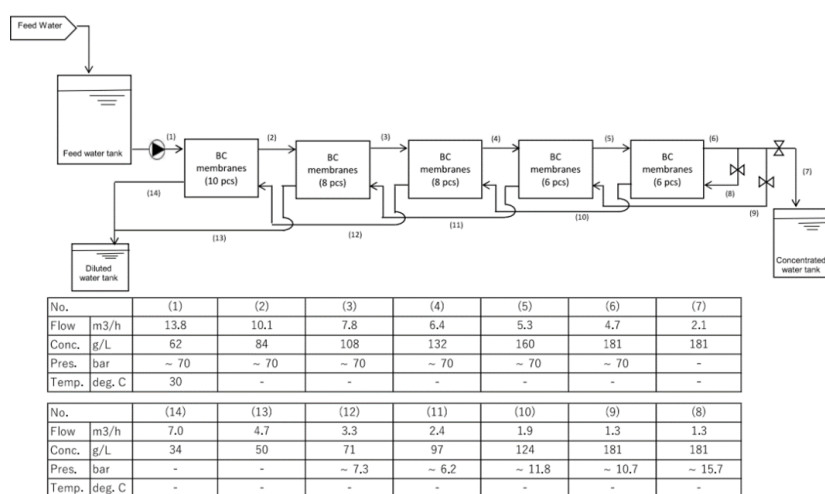 Feed Water
Feed water tank
(1)
BC
membranes
(10 pcs)
(2)
BC
membranes
(8 pcs)
(3)
BC
membranes
(8 pcs)
(4)
BC
membranes
(6 pcs)
(5)
BC
membranes
(6 pcs)
(6)
(7)
(8)
(9)
(10)
(11)
(12)
(13)
(14)
Diluted
water tank
Concentrated
water tank
No. (1) (2) (3) (4) (5) (6) (7)
Flow m3/h 13.8 10.1 7.8 6.4 5.3 4.7 2.1
Conc. g/L 62 84 108 132 160 181 181
Pres. bar ~ 70 ~ 70 ~ 70 ~ 70 ~ 70 ~ 70 -
Temp. deg. C 30 - - - - - -
No. (14) (13) (12) (11) (10) (9) (8)
Flow m3/h 7.0 4.7 3.3 2.4 1.9 1.3 1.3
Conc. g/L 34 50 71 97 124 181 181
Pres. bar - - ~ 7.3 ~ 6.2 ~ 11.8 ~ 10.7 ~ 15.7
Temp. deg. C - - - - - - -